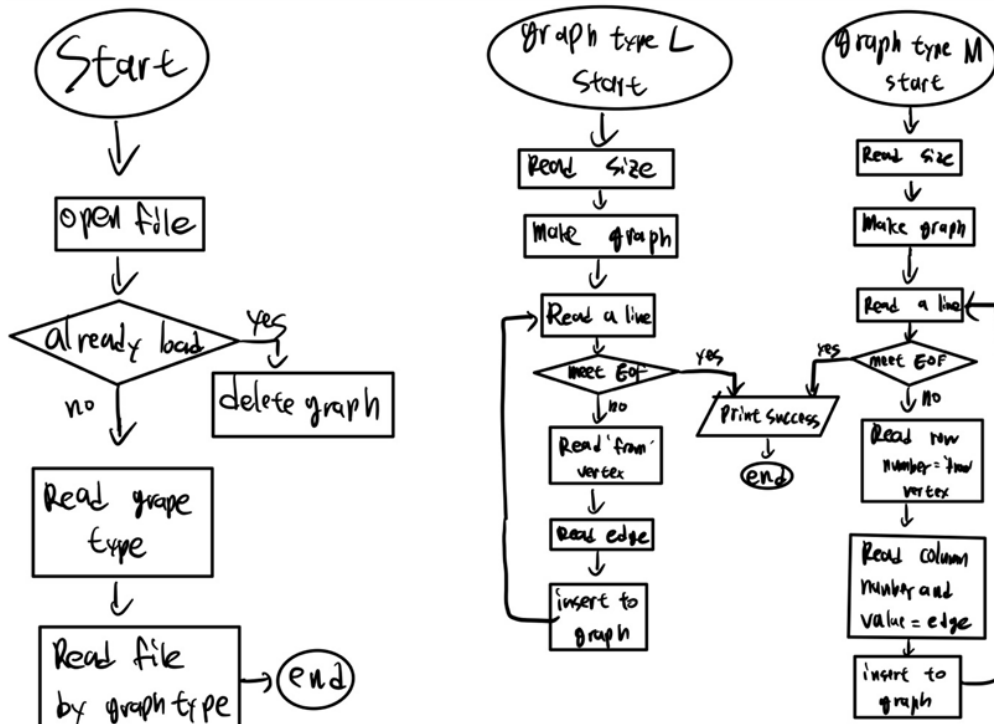 Start
open file
already load
yes
no
delete graph
Read grape
type
Read file
by graph type
end
graph type L
start
Read size
Make graph
Read a line
meet EOF
yes
no
Print success
end
Read 'from'
vertex
Read edge
insert to
graph
graph type M
start
Read size
Make graph
Read a line
meet EOF
yes
no
Read row
number =
vertex
Read column
number and
value = edge
insert to
graph